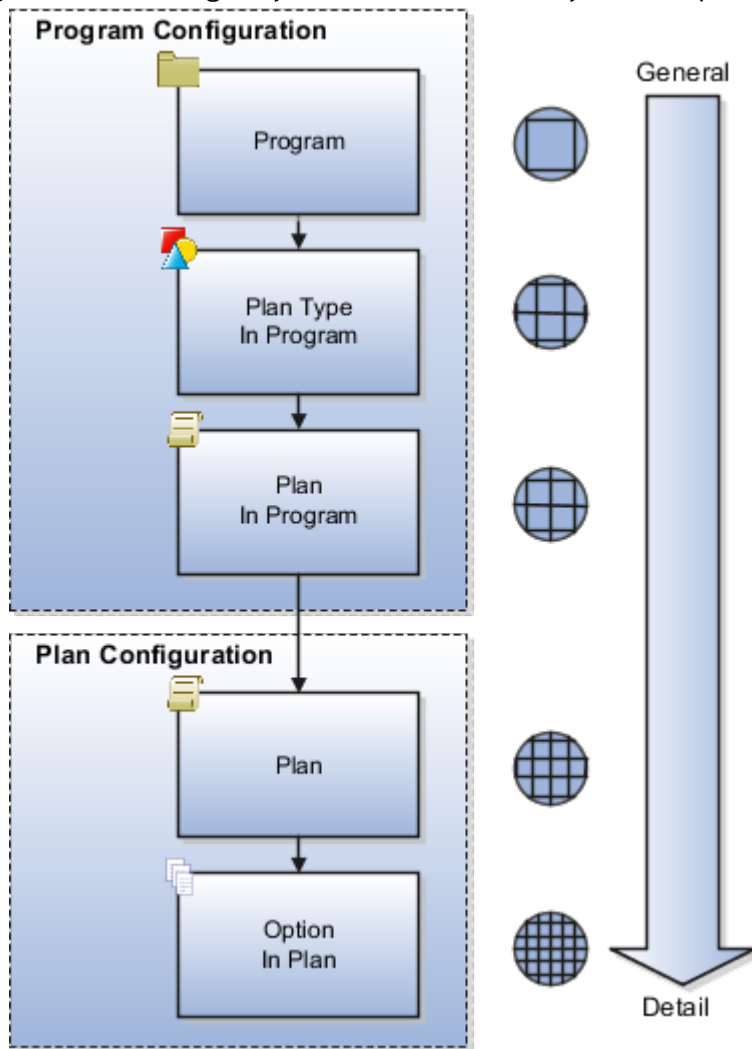 Program Configuration
General
Program
Plan Type
In Program
Plan
In Program
Plan Configuration
Plan
Option
In Plan
Detail